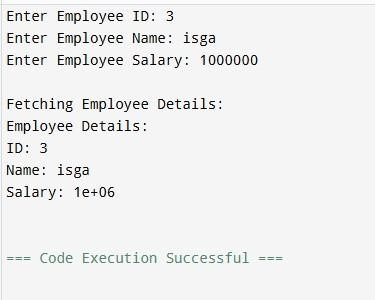 Enter Employee ID: 3
Enter Employee Name: isga
Enter Employee Salary: 1000000
Fetching Employee Details:
Employee Details:
ID: 3
Name: isga
Salary: 1e+06
=== Code Execution Successful ===